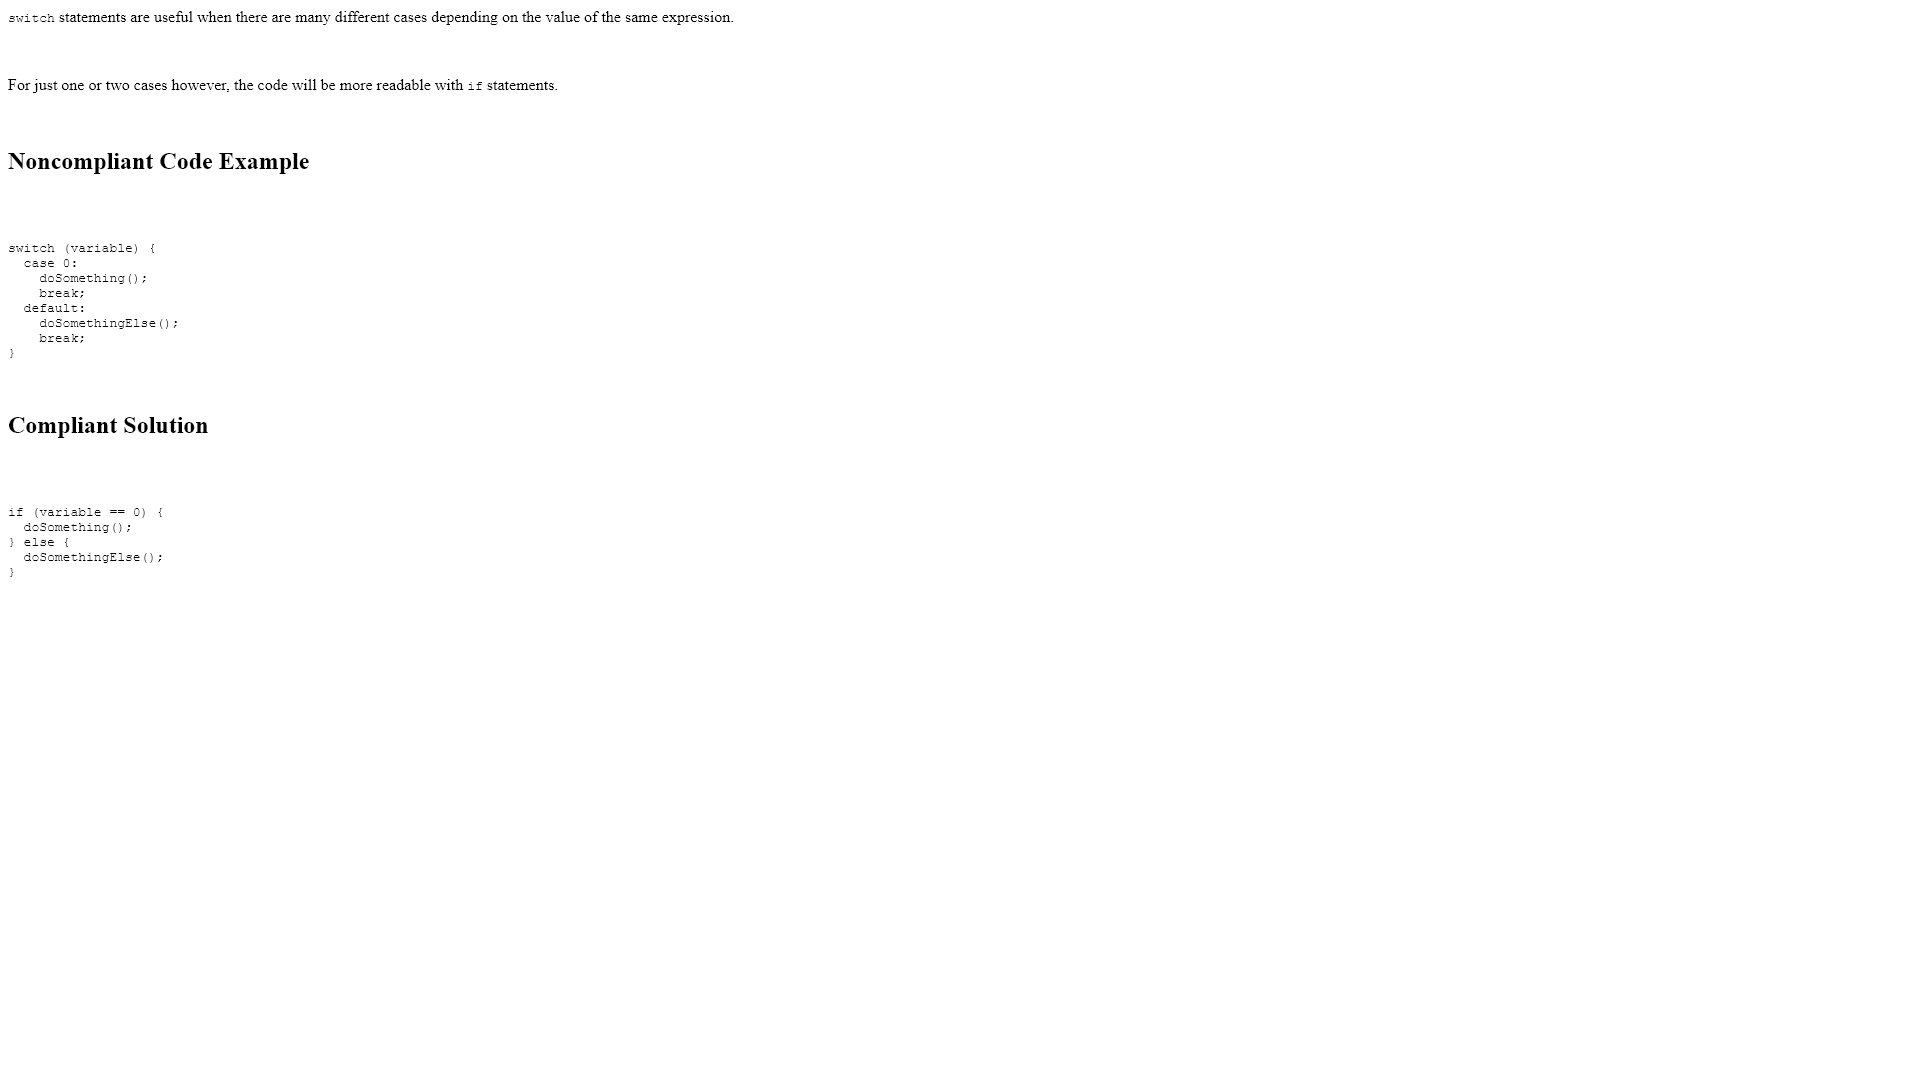 switch statements are useful when there are many different cases depending on the value of the same expression.
For just one or two cases however, the code will be more readable with if statements.
Noncompliant Code Example
switch (variable) {
  case 0:
    doSomething();
    break;
  default:
    doSomethingElse();
    break;
}
Compliant Solution
if (variable == 0) {
  doSomething();
} else {
  doSomethingElse();
}